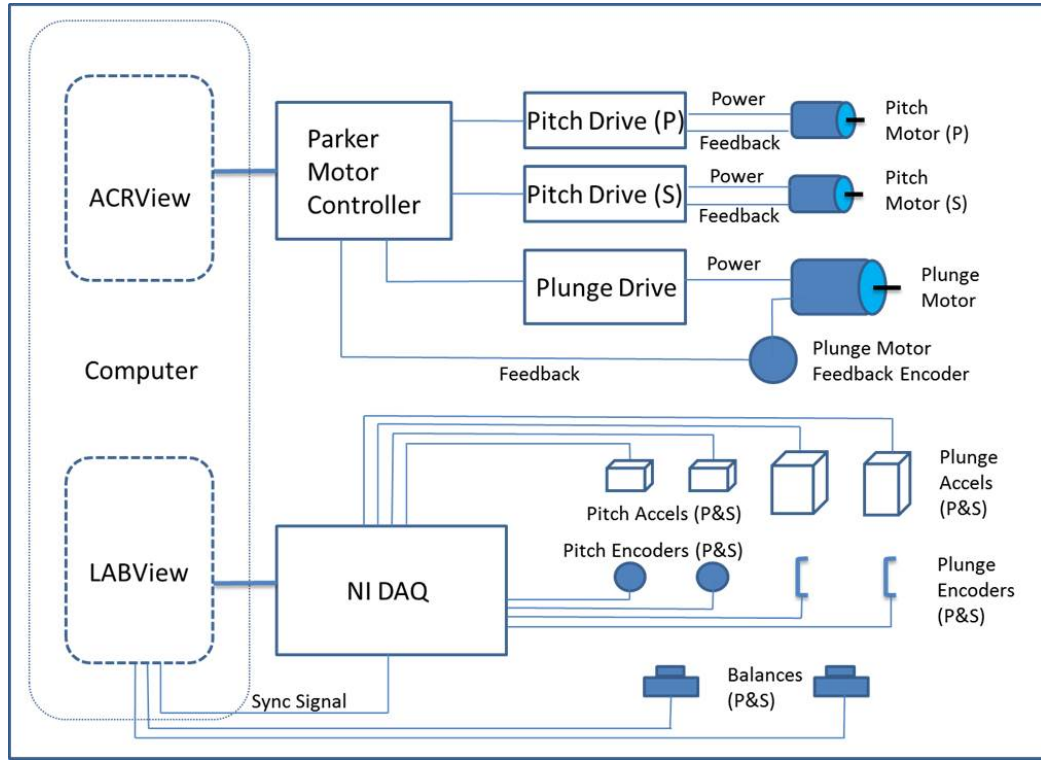 Power
Pitch Drive (P)
Feedback
Pitch
Motor (P)
Parker
Motor
Controller
ACRView
Power
Pitch Drive (S)
Feedback
Pitch
Motor (S)
Power
Plunge Drive
Plunge
Motor
Computer
Feedback
Plunge Motor
Feedback Encoder
Plunge
Accels
(P&S)
Pitch Accels (P&S)
Pitch Encoders (P&S)
LABView
NI DAQ
Plunge
Encoders
(P&S)
Sync Signal
Balances
(P&S)